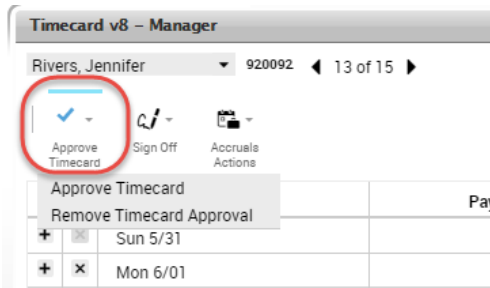 Timecard v8 – Manager
Rivers, Jennifer 920092 13 of 15
Approve Timecard
Sign Off
Accruals Actions
Approve Timecard
Remove Timecard Approval
Pay
+ × Sun 5/31
+ × Mon 6/01